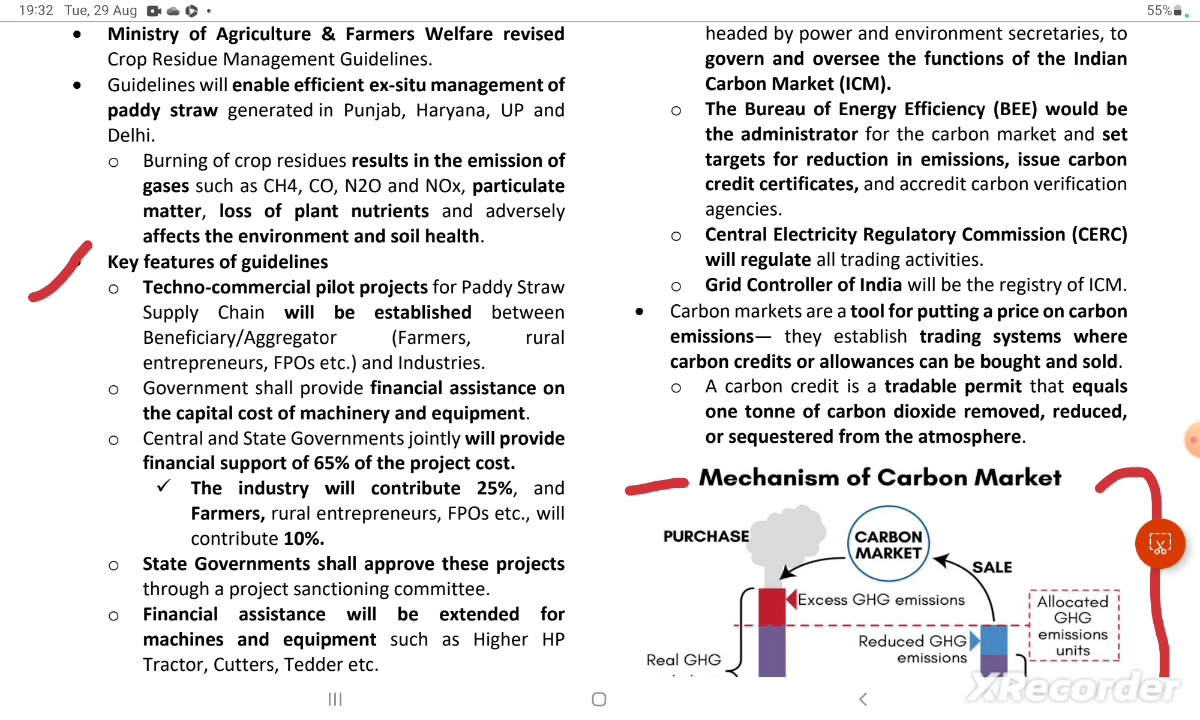 19:32 Tue, 29 Aug
55%
• Ministry of Agriculture & Farmers Welfare revised
Crop Residue Management Guidelines.
• Guidelines will enable efficient ex-situ management of
paddy straw generated in Punjab, Haryana, UP and
Delhi.
o Burning of crop residues results in the emission of
gases such as CH4, CO, N2O and NOx, particulate
matter, loss of plant nutrients and adversely
affects the environment and soil health.
• Key features of guidelines
o Techno-commercial pilot projects for Paddy Straw
Supply Chain will be established between
Beneficiary/Aggregator (Farmers, rural
entrepreneurs, FPOs etc.) and Industries.
o Government shall provide financial assistance on
the capital cost of machinery and equipment.
o Central and State Governments jointly will provide
financial support of 65% of the project cost.
✓ The industry will contribute 25%, and
Farmers, rural entrepreneurs, FPOs etc., will
contribute 10%.
o State Governments shall approve these projects
through a project sanctioning committee.
o Financial assistance will be extended for
machines and equipment such as Higher HP
Tractor, Cutters, Tedder etc.
headed by power and environment secretaries, to
govern and oversee the functions of the Indian
Carbon Market (ICM).
o The Bureau of Energy Efficiency (BEE) would be
the administrator for the carbon market and set
targets for reduction in emissions, issue carbon
credit certificates, and accredit carbon verification
agencies.
o Central Electricity Regulatory Commission (CERC)
will regulate all trading activities.
o Grid Controller of India will be the registry of ICM.
• Carbon markets are a tool for putting a price on carbon
emissions— they establish trading systems where
carbon credits or allowances can be bought and sold.
o A carbon credit is a tradable permit that equals
one tonne of carbon dioxide removed, reduced,
or sequestered from the atmosphere.
Mechanism of Carbon Market
PURCHASE
CARBON
MARKET
SALE
Excess GHG emissions
Allocated
GHG
emissions
units
Reduced GHG
emissions
Real GHG
XRecorder